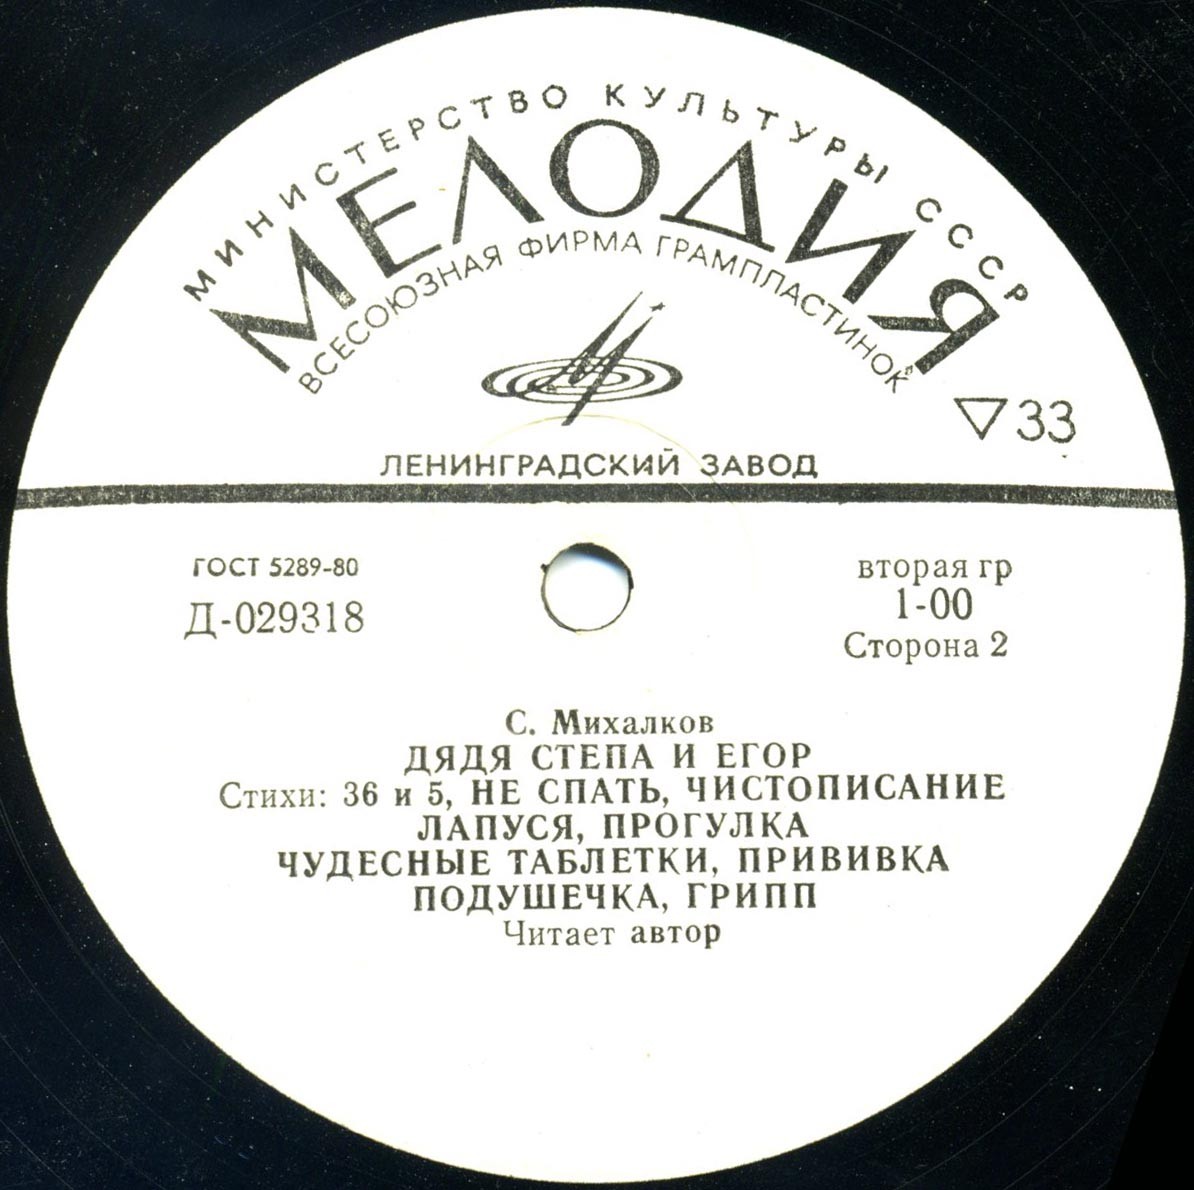 МИНИСТЕРСТВО КУЛЬТУРЫ СССР
МЕЛОДИЯ
ВСЕСОЮЗНАЯ ФИРМА ГРАМПЛАСТИНОК"
▽33
ЛЕНИНГРАДСКИЙ ЗАВОД
ГОСТ 5289-80
Д-029318
вторая гр
1-00
Сторона 2
С. Михалков
ДЯДЯ СТЕПА И ЕГОР
Стихи: 36 и 5, НЕ СПАТЬ, ЧИСТОПИСАНИЕ
ЛАПУСЯ, ПРОГУЛКА
ЧУДЕСНЫЕ ТАБЛЕТКИ, ПРИВИВКА
ПОДУШЕЧКА, ГРИПП
Читает автор